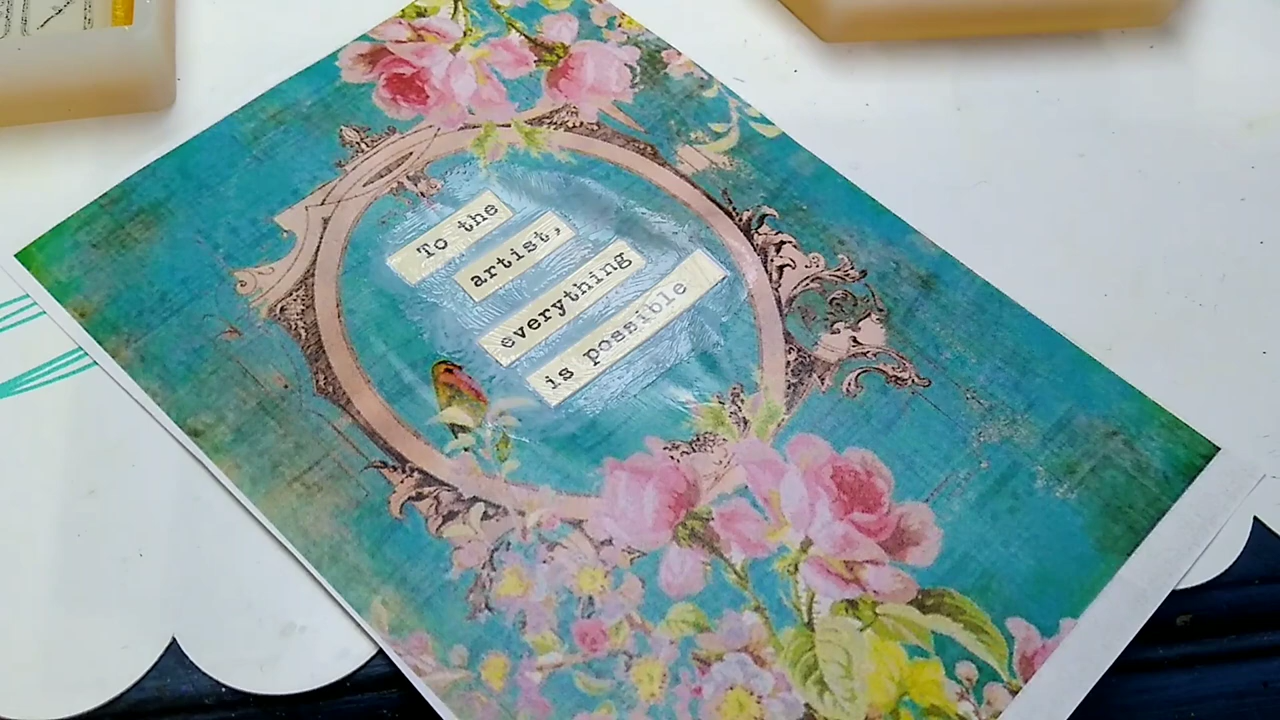 To the
artist,
everything
is possible